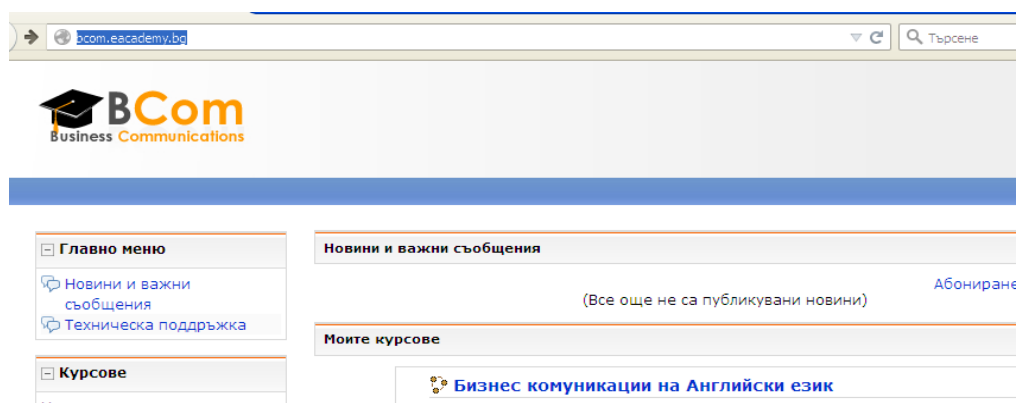 bcom.eacademy.bg
Търсене
BCom
Business Communications
Главно меню
Новини и важни
съобщения
Техническа поддръжка
Курсове
Новини и важни съобщения
Абониране
(Все още не са публикувани новини)
Моите курсове
Бизнес комуникации на Английски език